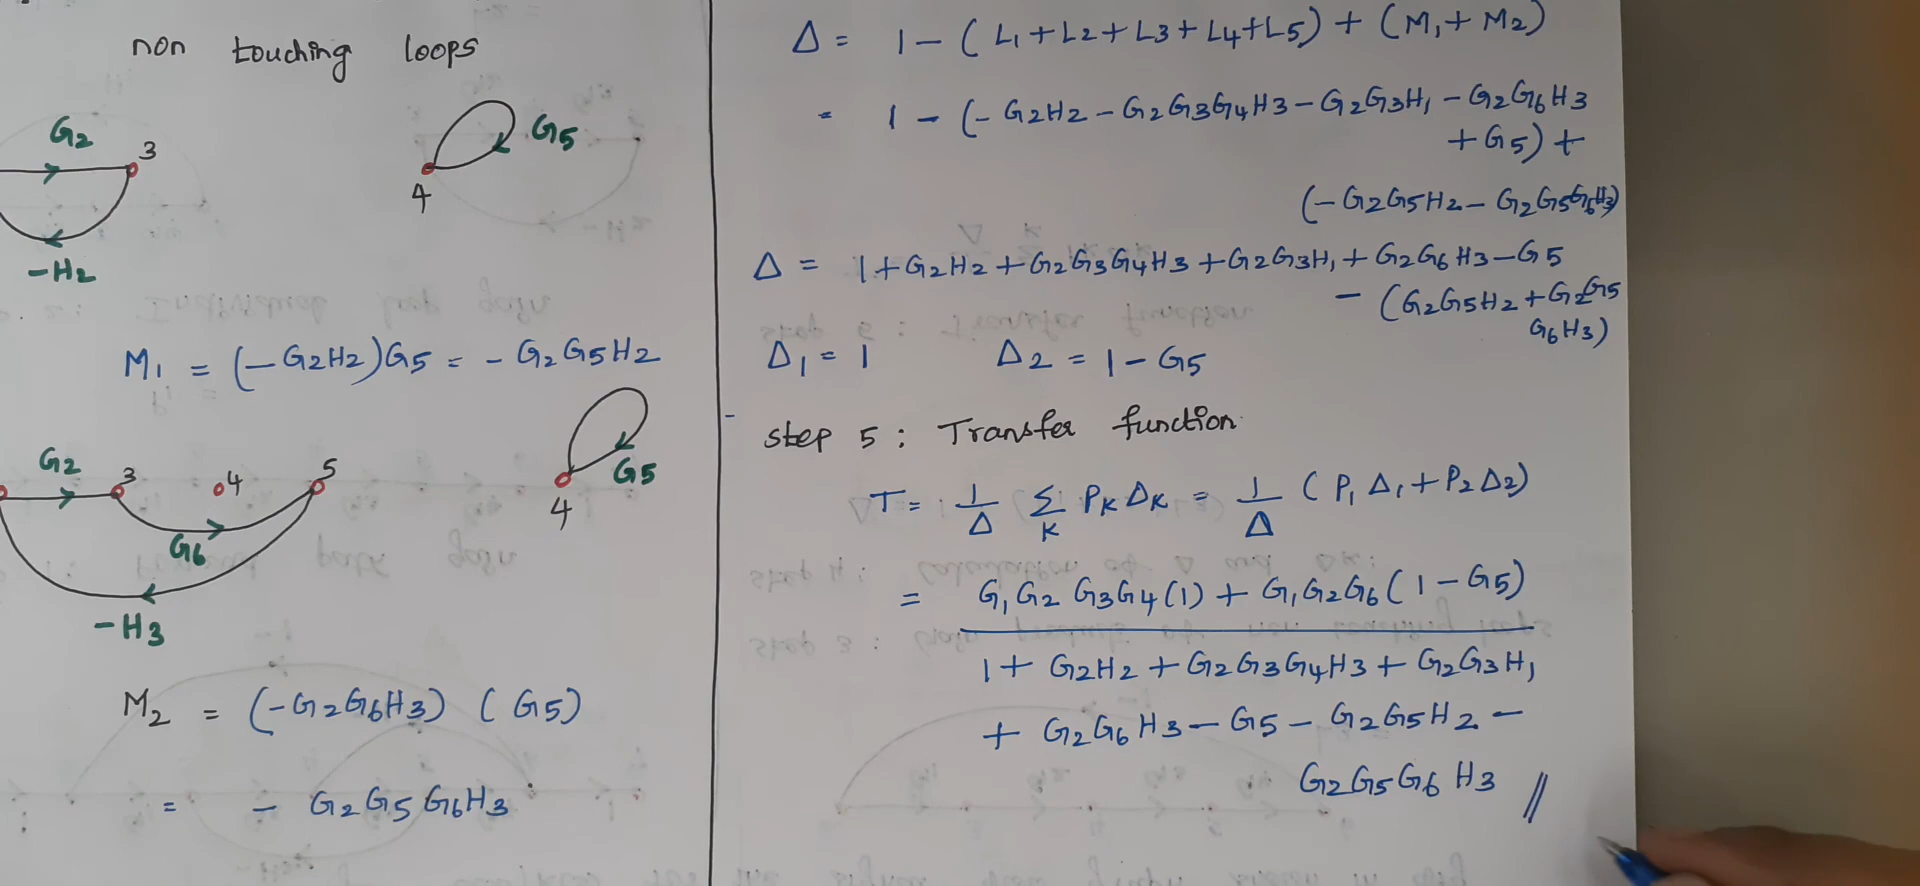 non touching loops
G2
3
G5
4
-H2
M1 = (-G2H2)G5 = - G2G5H2
G2
3
4
5
G6
G5
4
-H3
M2 = (-G2G6H3) (G5)
= - G2G5G6H3
Δ = 1 - (L1+L2+L3+L4+L5) + (M1+M2)
= 1 - (-G2H2-G2G3G4H3-G2G3H1-G2G6H3
+G5) +
(-G2G5H2-G2G5G6H3)
Δ = 1+G2H2+G2G3G4H3+G2G3H1+G2G6H3-G5
- (G2G5H2+G2G5
G6H3)
Δ1 = 1 Δ2 = 1-G5
step 5: Transfer function
T = 1/Δ Σ K PK ΔK = 1/Δ (P1 Δ1 + P2 Δ2)
= G1G2 G3G4(1) + G1G2G6(1-G5)
1+ G2H2 + G2G3G4H3 + G2G3H1
+ G2G6H3 - G5 - G2G5H2 -
G2G5G6 H3 //